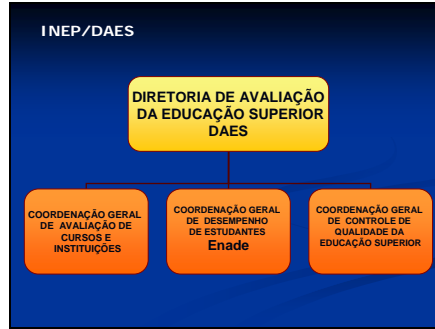 INEP/DAES
DIRETORIA DE AVALIAÇÃO
DA EDUCAÇÃO SUPERIOR
DAES
COORDENAÇÃO GERAL
DE AVALIAÇÃO DE
CURSOS E
INSTITUIÇÕES
COORDENAÇÃO GERAL
DE DESEMPENHO
DE ESTUDANTES
Enade
COORDENAÇÃO GERAL
DE CONTROLE DE
QUALIDADE DA
EDUCAÇÃO SUPERIOR